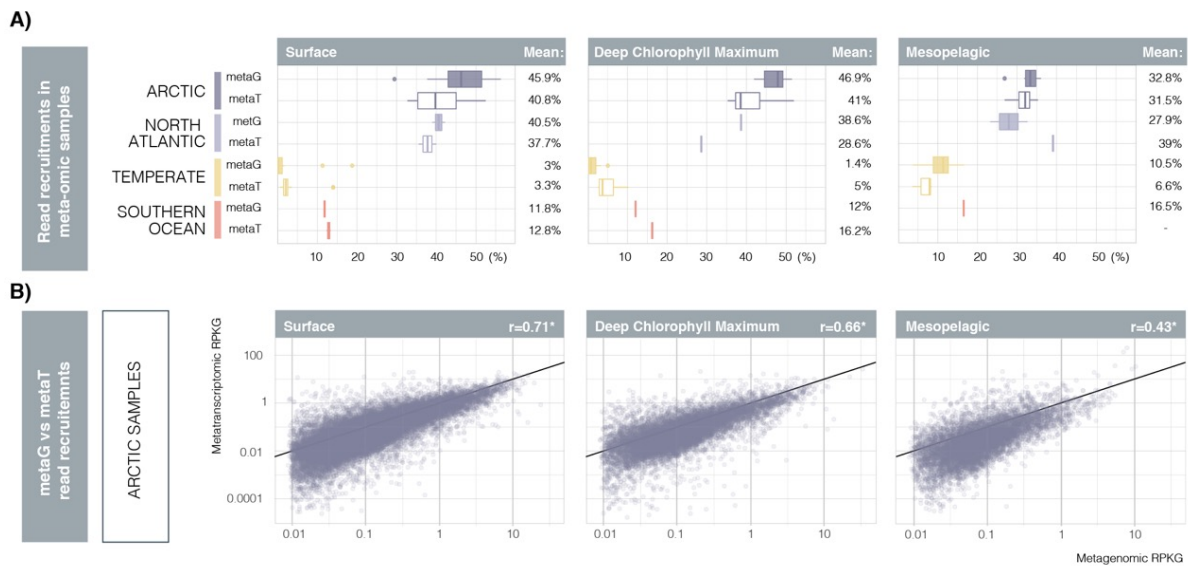 A)
Read recruitments in
meta-omic samples
Surface Mean:
Deep Chlorophyll Maximum Mean:
Mesopelagic Mean:
ARCTIC
metaG 45.9% 46.9% 32.8%
metaT 40.8% 41% 31.5%
NORTH
ATLANTIC
metG 40.5% 38.6% 27.9%
metaT 37.7% 28.6% 39%
TEMPERATE
metaG 3% 1.4% 10.5%
metaT 3.3% 5% 6.6%
SOUTHERN
OCEAN
metaG 11.8% 12% 16.5%
metaT 12.8% 16.2% -
10 20 30 40 50 (%)
10 20 30 40 50 (%)
10 20 30 40 50 (%)
B)
metaG vs metaT
read recruitemnts
ARCTIC SAMPLES
Metatranscriptomic RPKG
Surface r=0.71*
Deep Chlorophyll Maximum r=0.66*
Mesopelagic r=0.43*
100
1
0.01
0.0001
0.01 0.1 1 10
0.01 0.1 1 10
0.01 0.1 1 10
Metagenomic RPKG